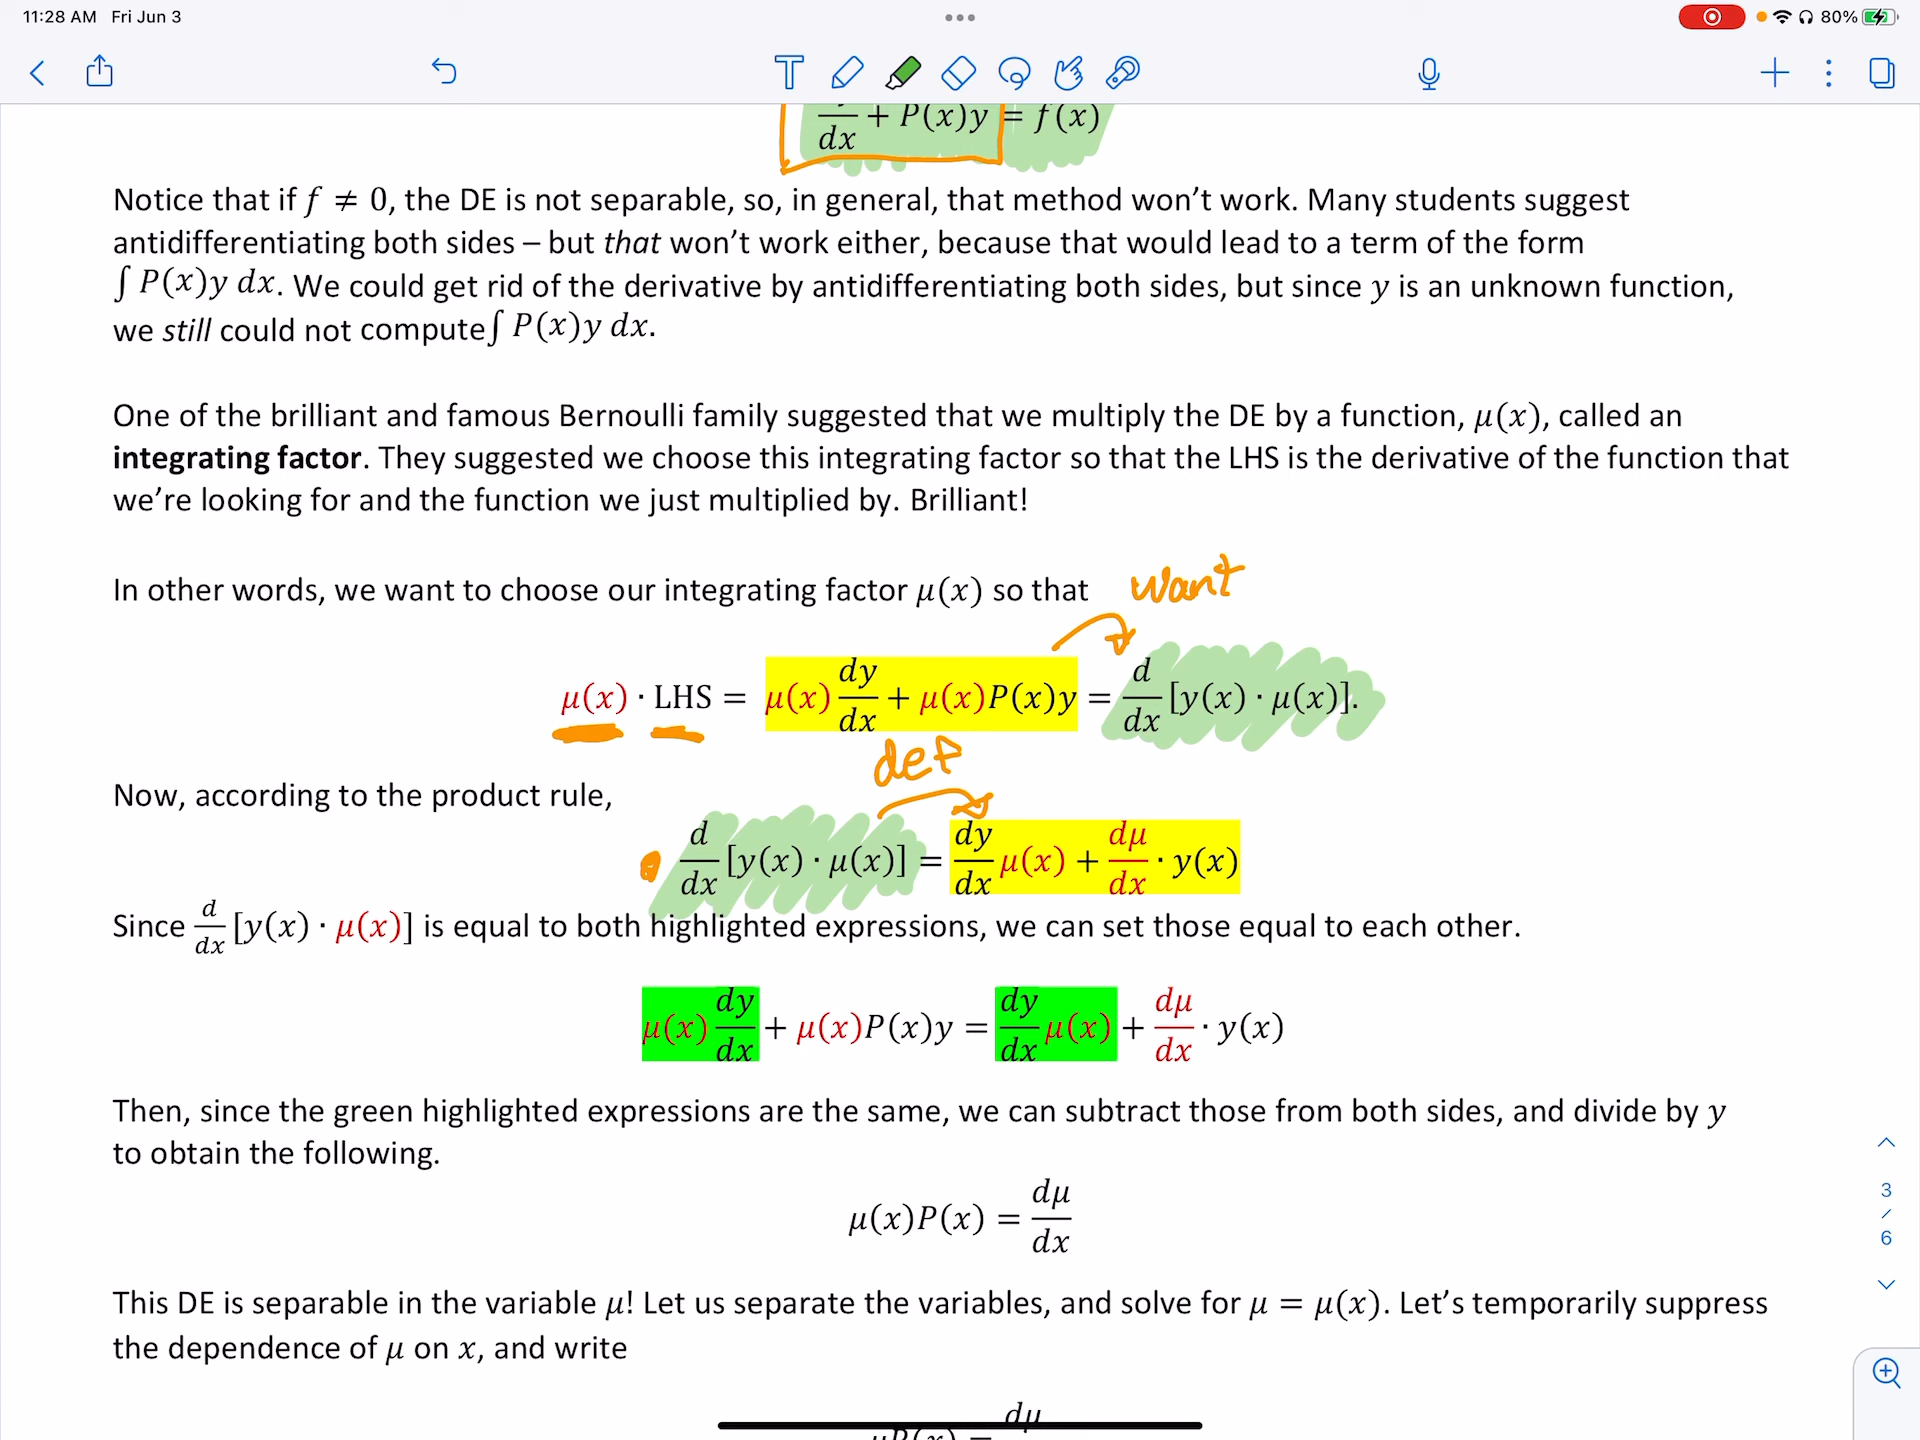 11:28 AM Fri Jun 3
80%
dx + P(x)y = f(x)
Notice that if f ≠ 0, the DE is not separable, so, in general, that method won’t work. Many students suggest
antidifferentiating both sides – but that won’t work either, because that would lead to a term of the form
∫ P(x)y dx. We could get rid of the derivative by antidifferentiating both sides, but since y is an unknown function,
we still could not compute∫ P(x)y dx.
One of the brilliant and famous Bernoulli family suggested that we multiply the DE by a function, μ(x), called an
integrating factor. They suggested we choose this integrating factor so that the LHS is the derivative of the function that
we’re looking for and the function we just multiplied by. Brilliant!
In other words, we want to choose our integrating factor μ(x) so that want
μ(x) · LHS = μ(x) dy/dx + μ(x)P(x)y = d/dx [y(x) · μ(x)].
def
Now, according to the product rule,
d/dx [y(x) · μ(x)] = dy/dx μ(x) + dμ/dx · y(x)
Since d/dx [y(x) · μ(x)] is equal to both highlighted expressions, we can set those equal to each other.
μ(x) dy/dx + μ(x)P(x)y = dy/dx μ(x) + dμ/dx · y(x)
Then, since the green highlighted expressions are the same, we can subtract those from both sides, and divide by y
to obtain the following.
μ(x)P(x) = dμ/dx
3
/
6
This DE is separable in the variable μ! Let us separate the variables, and solve for μ = μ(x). Let’s temporarily suppress
the dependence of μ on x, and write
μP(x) = dμ